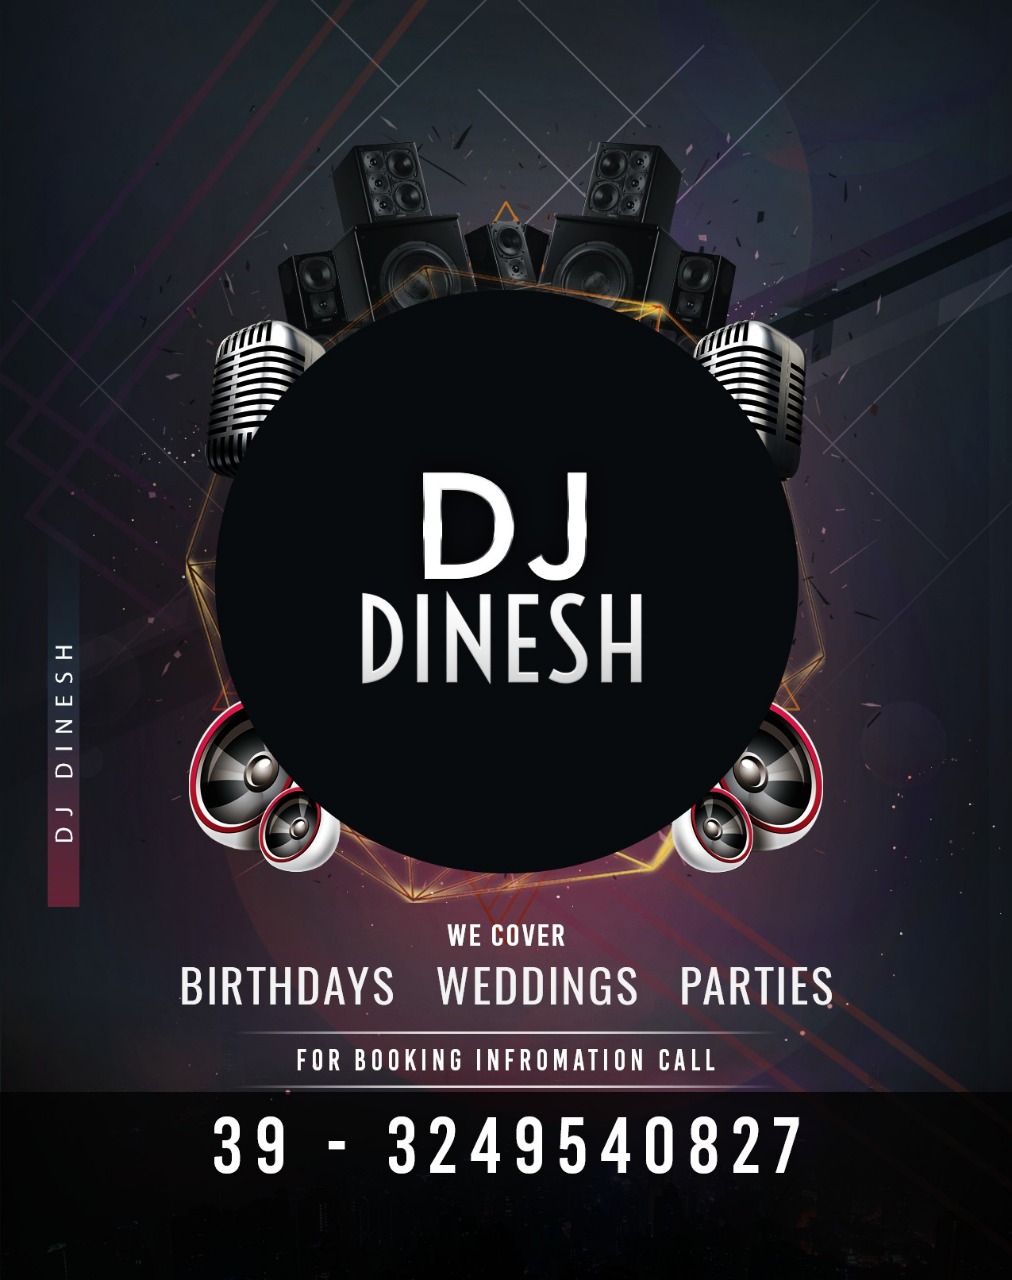 DJ
DINESH
DJ DINESH
WE COVER
BIRTHDAYS WEDDINGS PARTIES
FOR BOOKING INFROMATION CALL
39 - 3249540827